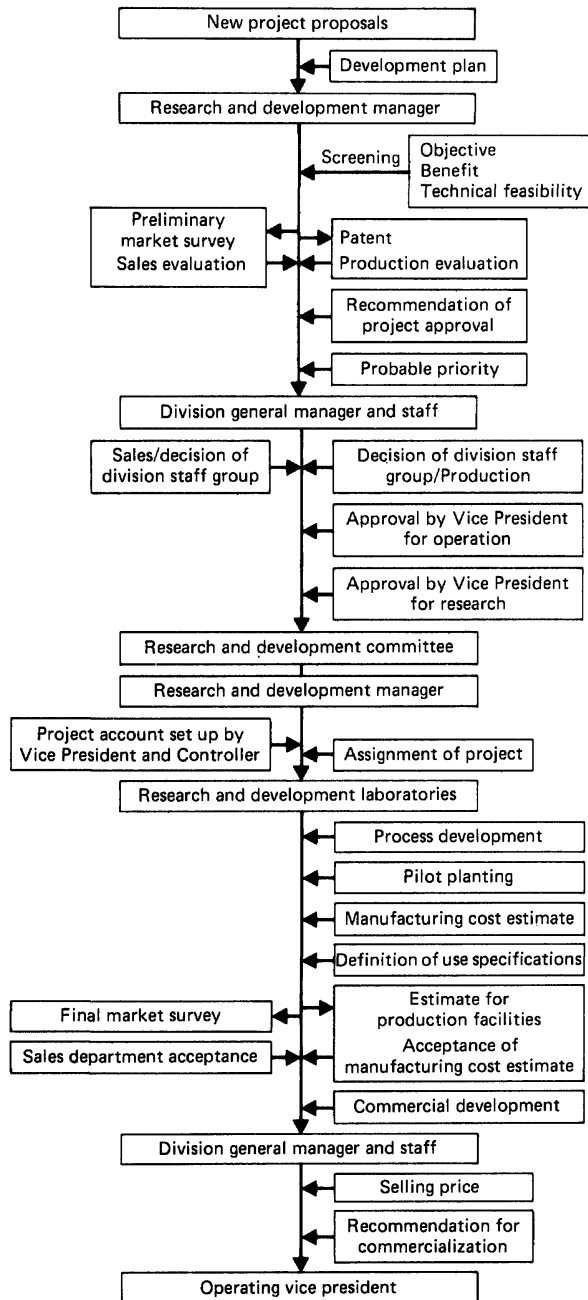 New project proposals
Development plan
Research and development manager
Screening
Objective
Benefit
Technical feasibility
Preliminary
market survey
Sales evaluation
Patent
Production evaluation
Recommendation of
project approval
Probable priority
Division general manager and staff
Sales/decision of
division staff group
Decision of division staff
group/Production
Approval by Vice President
for operation
Approval by Vice President
for research
Research and development committee
Research and development manager
Project account set up by
Vice President and Controller
Assignment of project
Research and development laboratories
Process development
Pilot planting
Manufacturing cost estimate
Definition of use specifications
Final market survey
Estimate for
production facilities
Sales department acceptance
Acceptance of
manufacturing cost estimate
Commercial development
Division general manager and staff
Selling price
Recommendation for
commercialization
Operating vice president